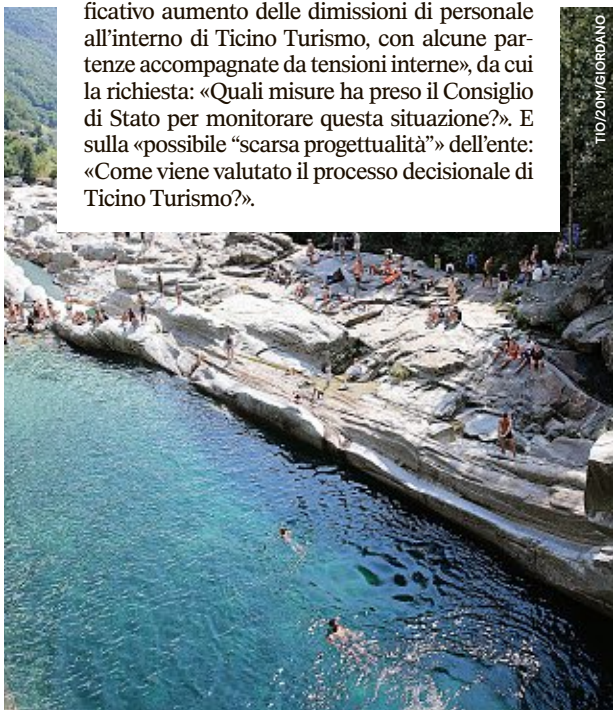 ficativo aumento delle dimissioni di personale
all'interno di Ticino Turismo, con alcune par-
tenze accompagnate da tensioni interne», da cui
la richiesta: «Quali misure ha preso il Consiglio
di Stato per monitorare questa situazione?». E
sulla «possibile “scarsa progettualità”» dell'ente:
«Come viene valutato il processo decisionale di
Ticino Turismo?».
TIO/20M/GIORDANO